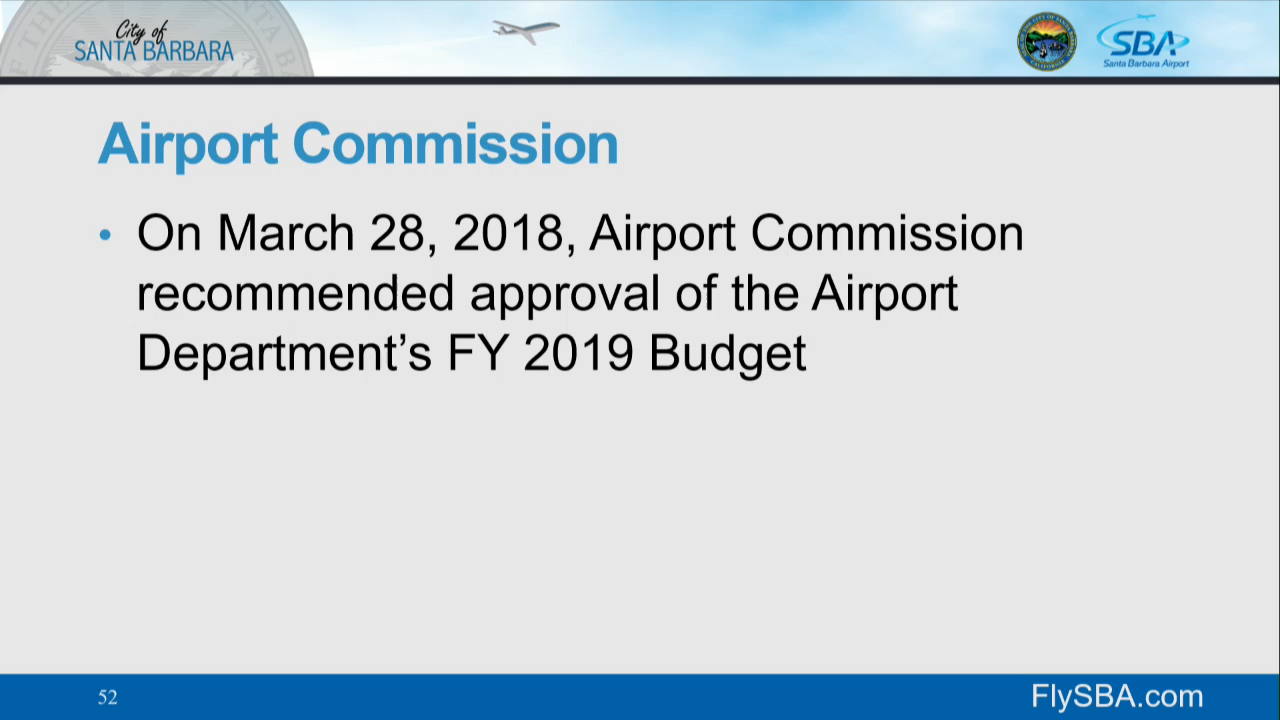 City of
SANTA BARBARA
SBA
Santa Barbara Airport
Airport Commission
• On March 28, 2018, Airport Commission
recommended approval of the Airport
Department’s FY 2019 Budget
52
FlySBA.com